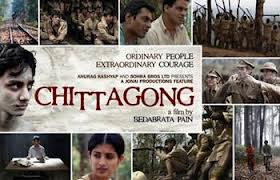 ORDINARY PEOPLE
EXTRAORDINARY COURAGE
ANURAG KASHYAP AND BOHRA BROS LTD PRESENTS
A JONAI PRODUCTIONS FEATURE
CHITTAGONG
a film by
BEDABRATA PAIN